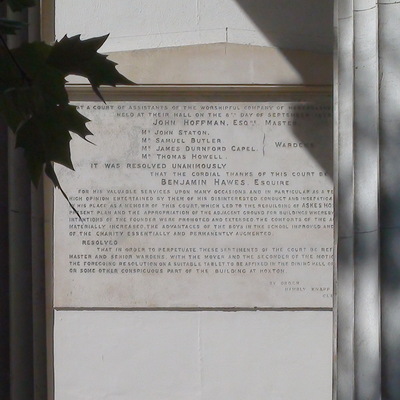 AT A COURT OF ASSISTANTS OF THE WORSHIPFUL COMPANY OF
HELD AT THEIR HALL ON THE 8TH DAY OF SEPTEMBER
JOHN HOFFMAN, ESQRE MASTER
MR JOHN STATON,
MR SAMUEL BUTLER
MR JAMES DURNFORD CAPEL, WARDENS
MR THOMAS HOWELL
IT WAS RESOLVED UNANIMOUSLY
THAT THE CORDIAL THANKS OF THIS COURT BE
BENJAMIN HAWES, ESQUIRE
FOR HIS VALUABLE SERVICES UPON MANY OCCASIONS AND IN PARTICULAR AS A
HIGH OPINION ENTERTAINED BY THEM OF HIS DISINTERESTED CONDUCT AND
IN HIS PLACE AS A MEMBER OF THIS COURT, WHICH LED TO THE REBUILDING OF ASKES
PRESENT PLAN AND THE APPROPRIATION OF THE ADJACENT GROUND FOR BUILDINGS WHEREBY
INTENTIONS OF THE FOUNDER WERE PROMOTED AND EXTENDED THE COMFORTS OF THE
MATERIALLY INCREASED THE ADVANTAGES OF THE BOYS IN THE SCHOOL IMPROVED AND
OF THE CHARITY ESSENTIALLY AND PERMANENTLY AUGMENTED.
RESOLVED
THAT IN ORDER TO PERPETUATE THESE SENTIMENTS OF THE COURT THE
MASTER AND SENIOR WARDENS, WITH THE MOVER AND THE SECONDER OF THE
THE FOREGOING RESOLUTION ON A SUITABLE TABLET TO BE AFFIXED IN THE DINING HALL
OR SOME OTHER CONSPICUOUS PART OF THE BUILDING AT HOXTON
BY ORDER
KNAPP